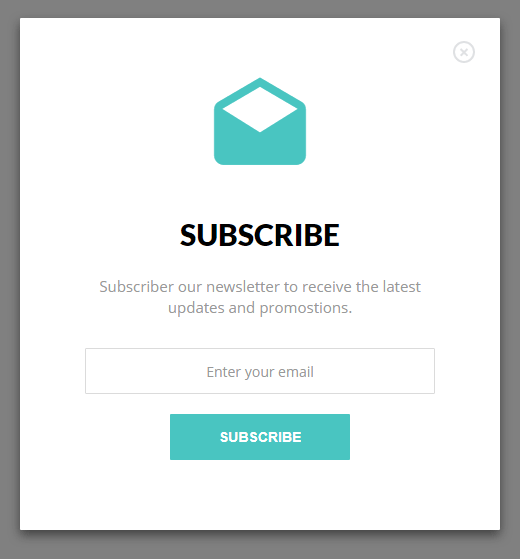 SUBSCRIBE
Subscriber our newsletter to receive the latest
updates and promostions.
Enter your email
SUBSCRIBE